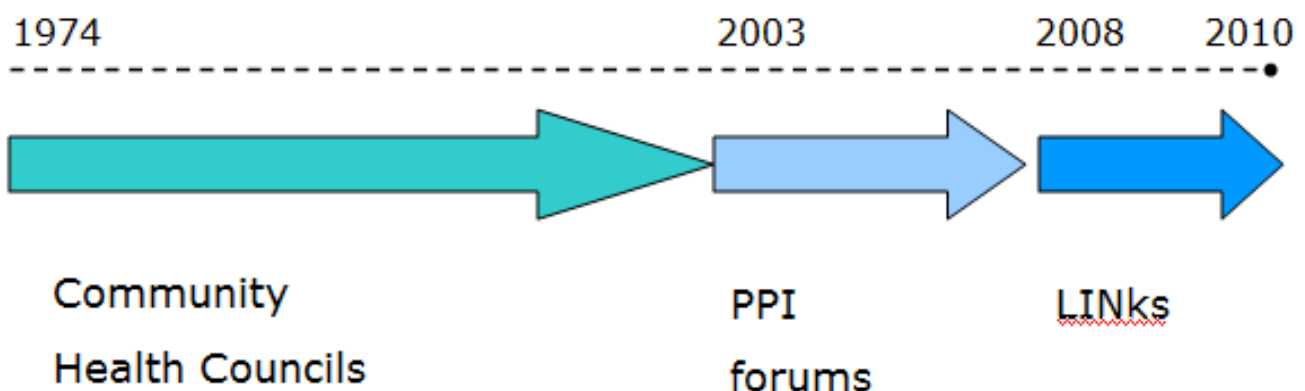 1974 2003 2008 2010
Community
Health Councils
PPI
forums
LINks